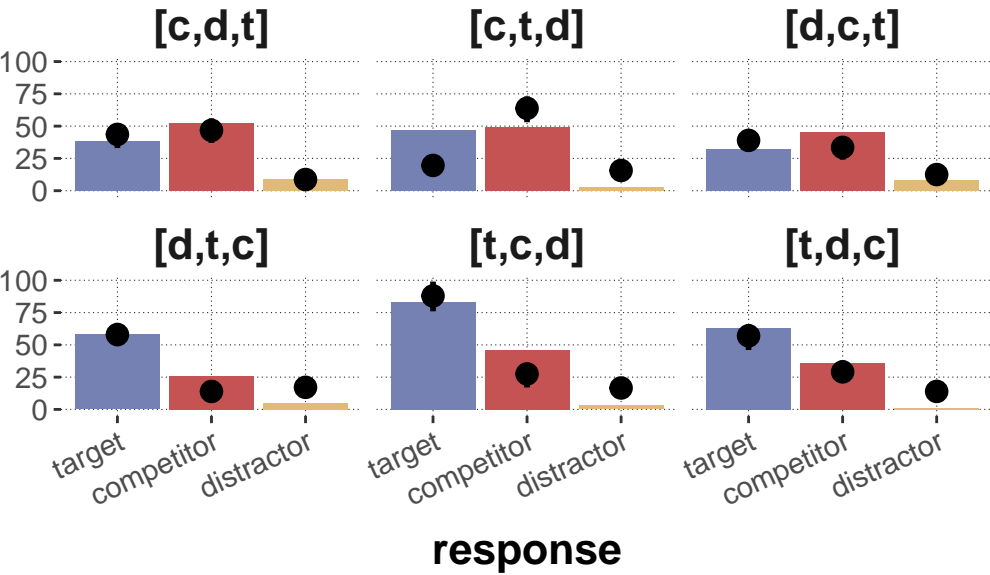 [c,d,t] [c,t,d] [d,c,t]
100
75
50
25
0
[d,t,c] [t,c,d] [t,d,c]
100
75
50
25
0
target competitor distractor target competitor distractor target competitor distractor
response